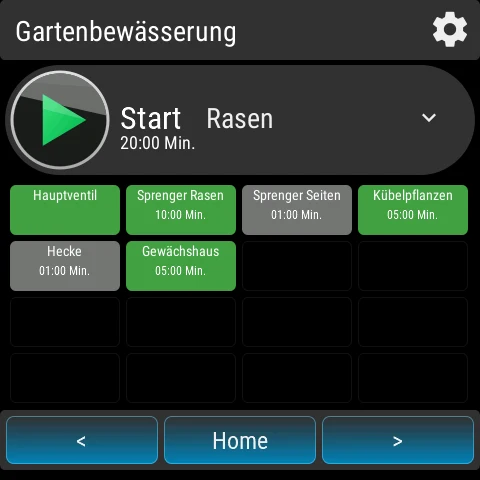 Gartenbewässerung
Start Rasen
20:00 Min.
Hauptventil
Sprenger Rasen
10:00 Min.
Sprenger Seiten
01:00 Min.
Kübelpflanzen
05:00 Min.
Hecke
01:00 Min.
Gewächshaus
05:00 Min.
< Home >